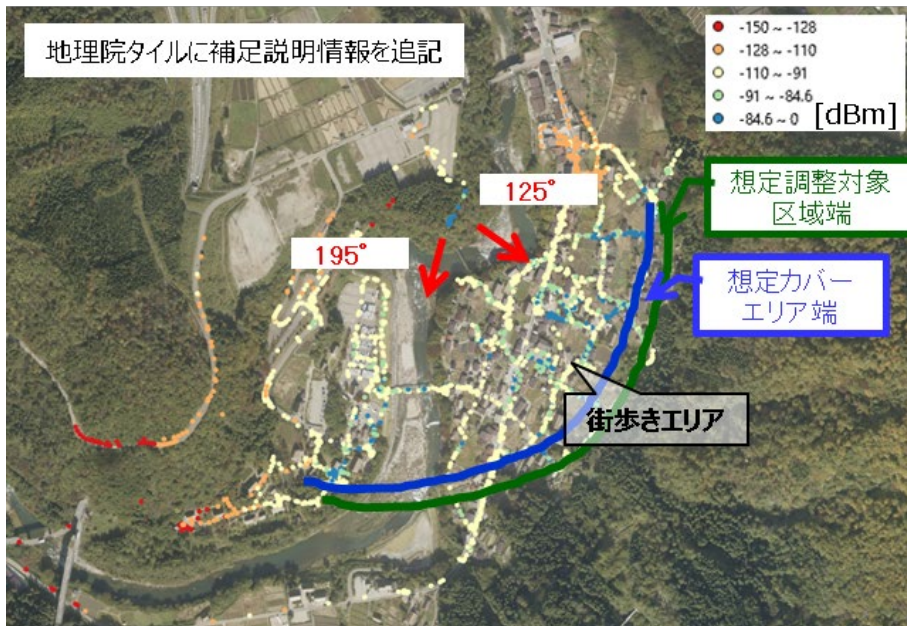 地理院タイルに補足説明情報を追記
-150 ~ -128
-128 ~ -110
-110 ~ -91
-91 ~ -84.6
-84.6 ~ 0
[dBm]
125°
195°
想定調整対象
区域端
想定カバー
エリア端
街歩きエリア